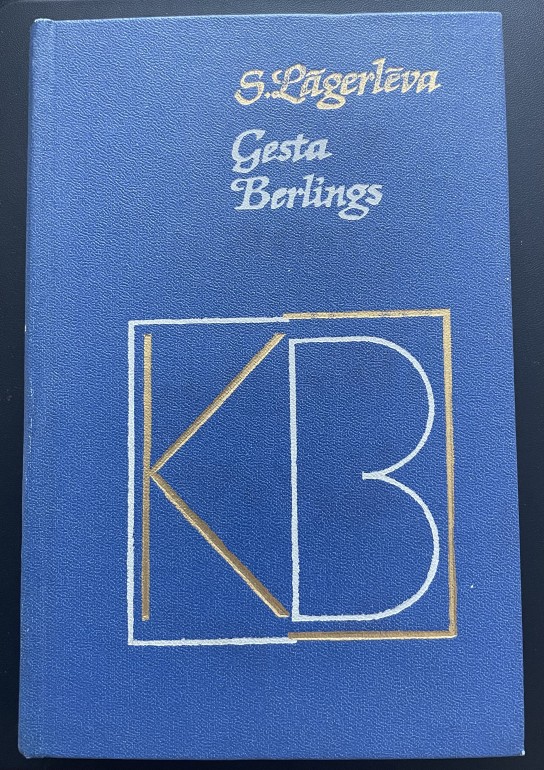 S. Lāgerlēva
Gesta
Berlings
KB